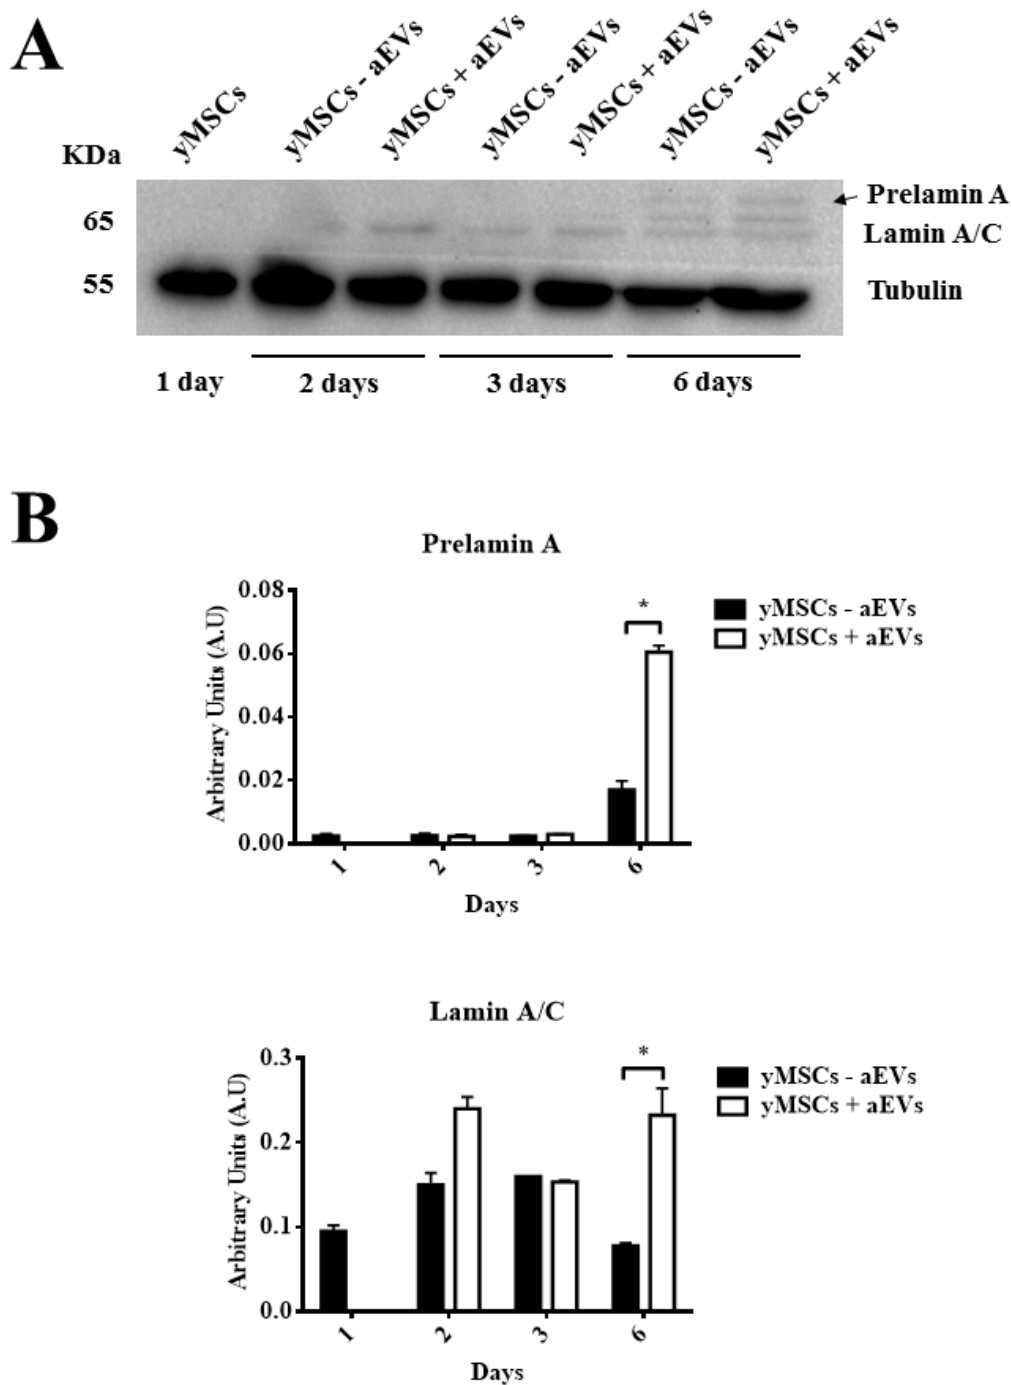 A
yMSCs
yMSCs - aEVs
yMSCs + aEVs
yMSCs - aEVs
yMSCs + aEVs
yMSCs - aEVs
yMSCs + aEVs
KDa
65
55
Prelamin A
Lamin A/C
Tubulin
1 day
2 days
3 days
6 days
B
Prelamin A
Arbitrary Units (A.U)
0.08
0.06
0.04
0.02
0.00
*
yMSCs - aEVs
yMSCs + aEVs
1
2
3
6
Days
Lamin A/C
Arbitrary Units (A.U)
0.3
0.2
0.1
0.0
*
yMSCs - aEVs
yMSCs + aEVs
1
2
3
6
Days